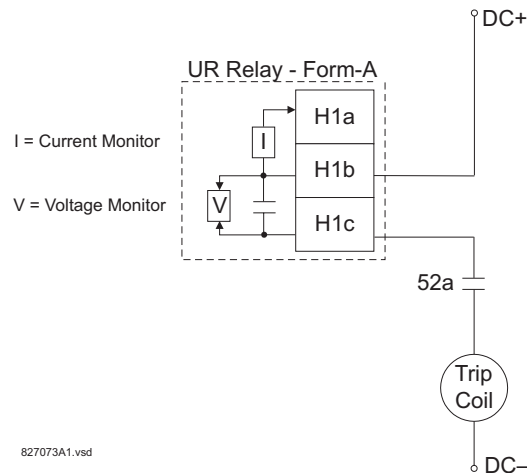 DC+
UR Relay - Form-A
H1a
I = Current Monitor
I
H1b
V = Voltage Monitor
V
H1c
52a
Trip
Coil
827073A1.vsd
DC–